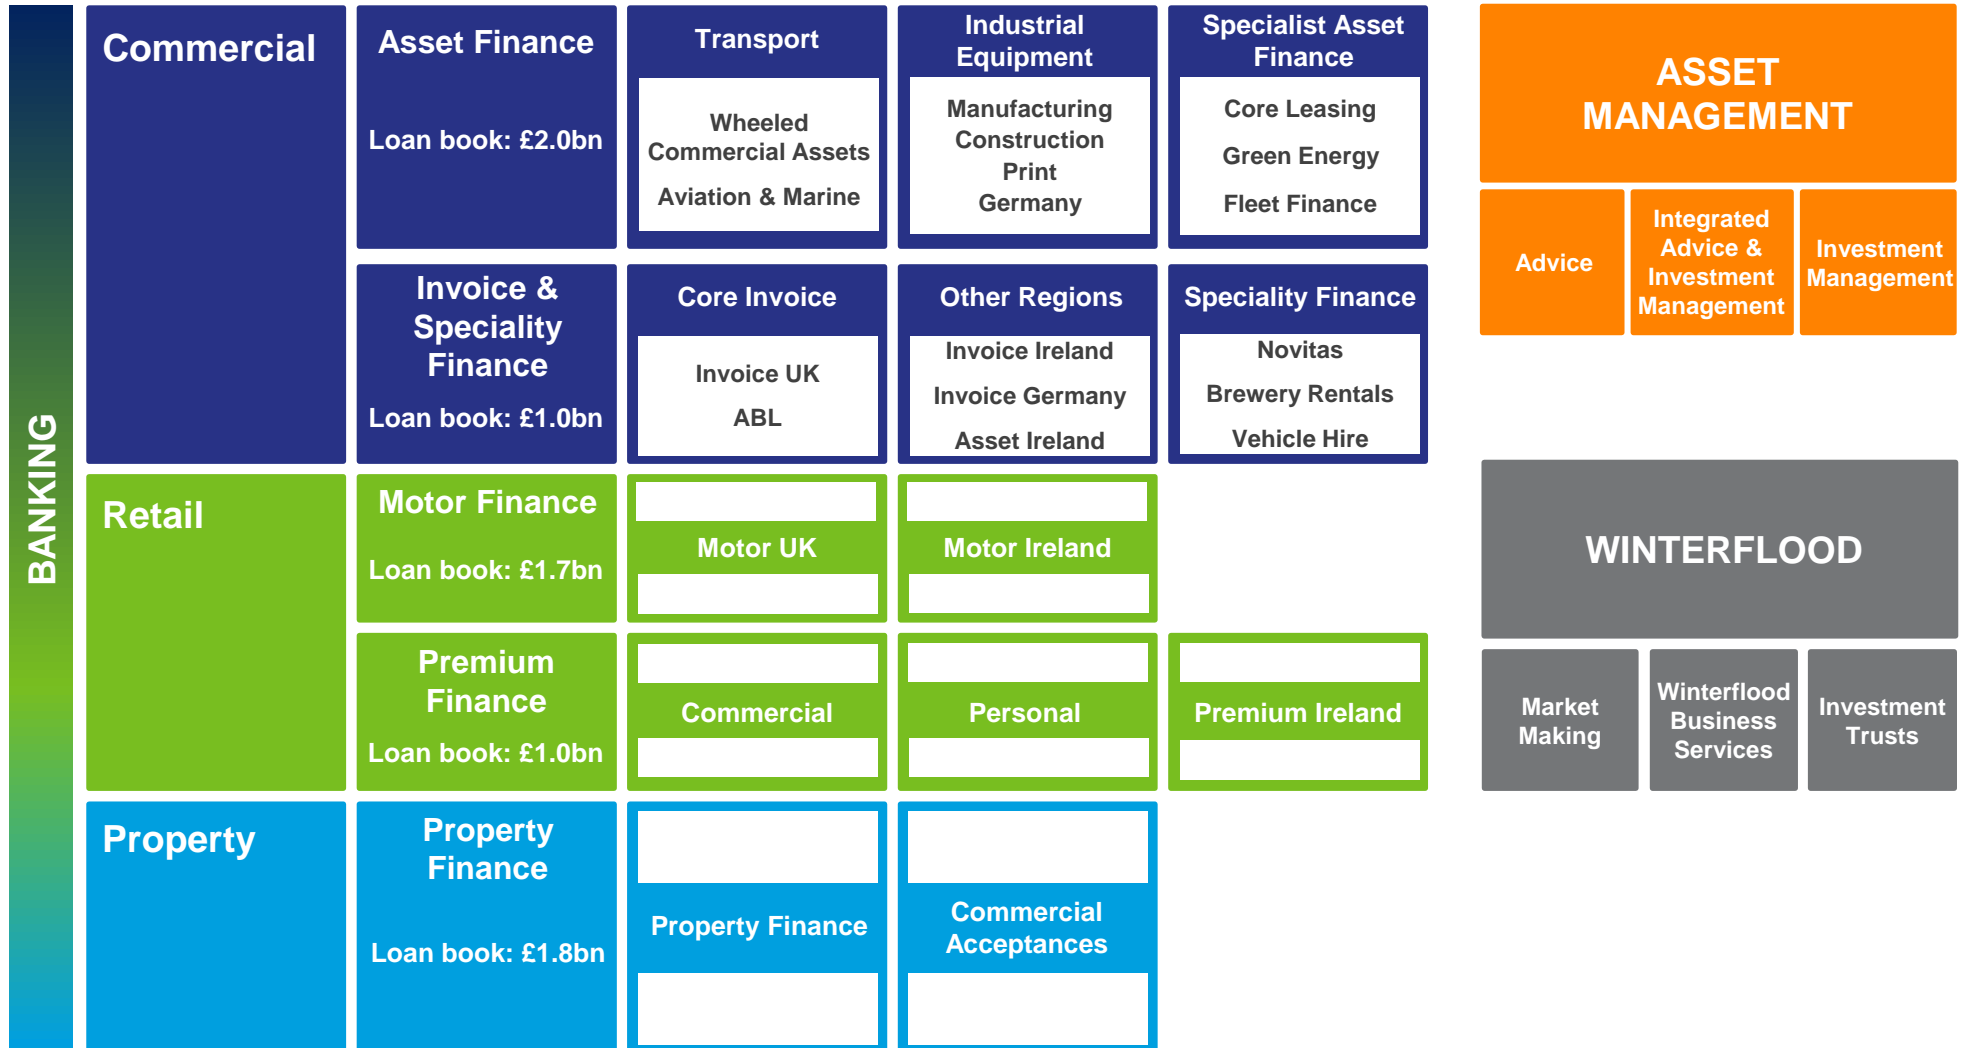 BANKING
Commercial
Asset Finance
Loan book: £2.0bn
Transport
Wheeled
Commercial Assets
Aviation & Marine
Industrial
Equipment
Manufacturing
Construction
Print
Germany
Specialist Asset
Finance
Core Leasing
Green Energy
Fleet Finance
Invoice &
Speciality
Finance
Loan book: £1.0bn
Core Invoice
Invoice UK
ABL
Other Regions
Invoice Ireland
Invoice Germany
Asset Ireland
Speciality Finance
Novitas
Brewery Rentals
Vehicle Hire
Retail
Motor Finance
Loan book: £1.7bn
Motor UK
Motor Ireland
Premium
Finance
Loan book: £1.0bn
Commercial
Personal
Premium Ireland
Property
Property
Finance
Loan book: £1.8bn
Property Finance
Commercial
Acceptances
ASSET
MANAGEMENT
Advice
Integrated
Advice &
Investment
Management
Investment
Management
WINTERFLOOD
Market
Making
Winterflood
Business
Services
Investment
Trusts